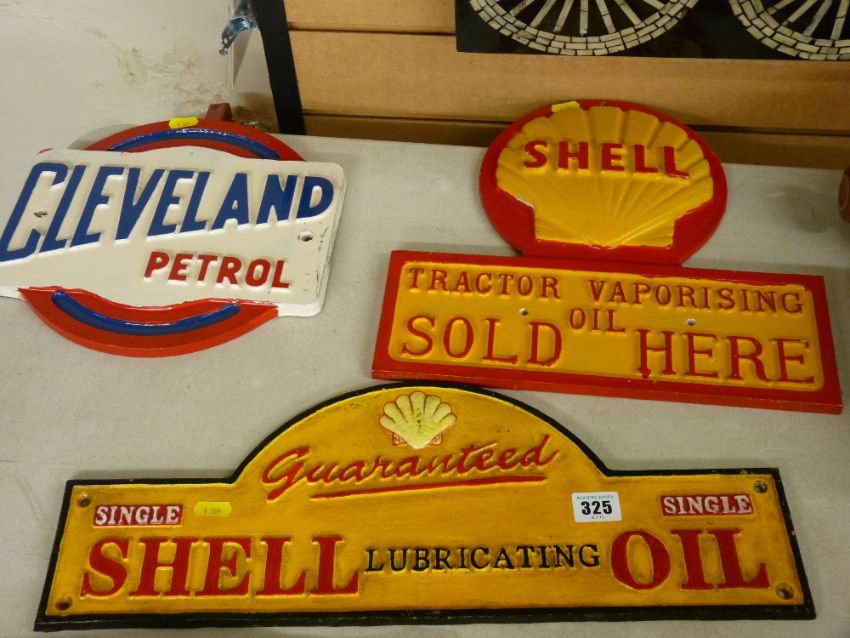 CLEVELAND
PETROL
SHELL
TRACTOR VAPORISING
OIL
SOLD HERE
Guaranteed
SINGLE
325
SINGLE
SHELL LUBRICATING OIL